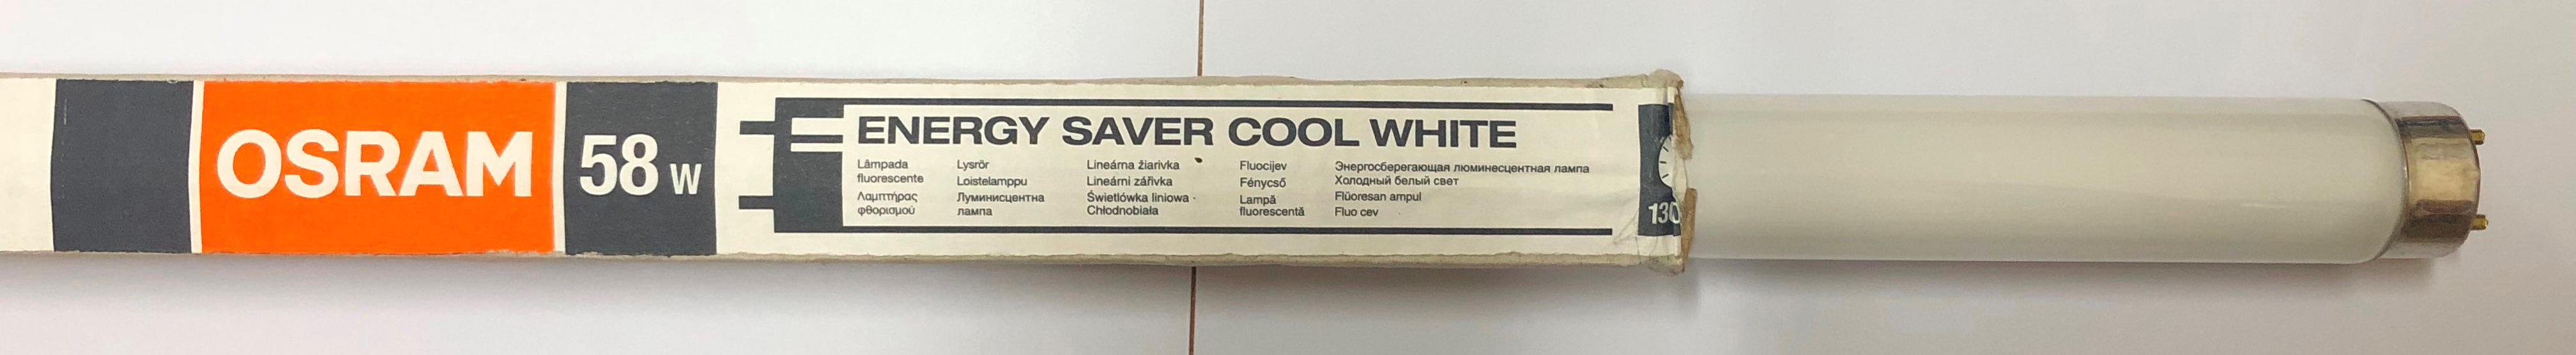 OSRAM
58 W
ENERGY SAVER COOL WHITE
Lâmpada
fluorescente
Λαμπτήρας
φθορισμού
Lysrör
Loistelamppu
Луминисцентна
лампа
Lineárna žiarivka
Lineární zářivka
Świetlówka liniowa
Chłodnobiała
Fluocijev
Fénycső
Lampă
fluorescentă
Энергосберегающая люминесцентная лампа
Холодный белый свет
Flüoresan ampul
Fluo cev